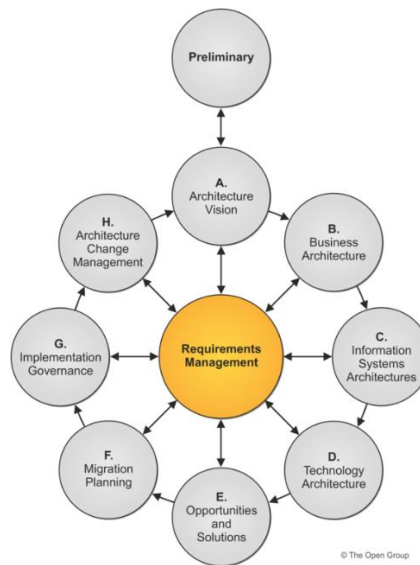 Preliminary
A.
Architecture
Vision
B.
Business
Architecture
C.
Information
Systems
Architectures
D.
Technology
Architecture
E.
Opportunities
and
Solutions
F.
Migration
Planning
G.
Implementation
Governance
H.
Architecture
Change
Management
Requirements
Management
© The Open Group